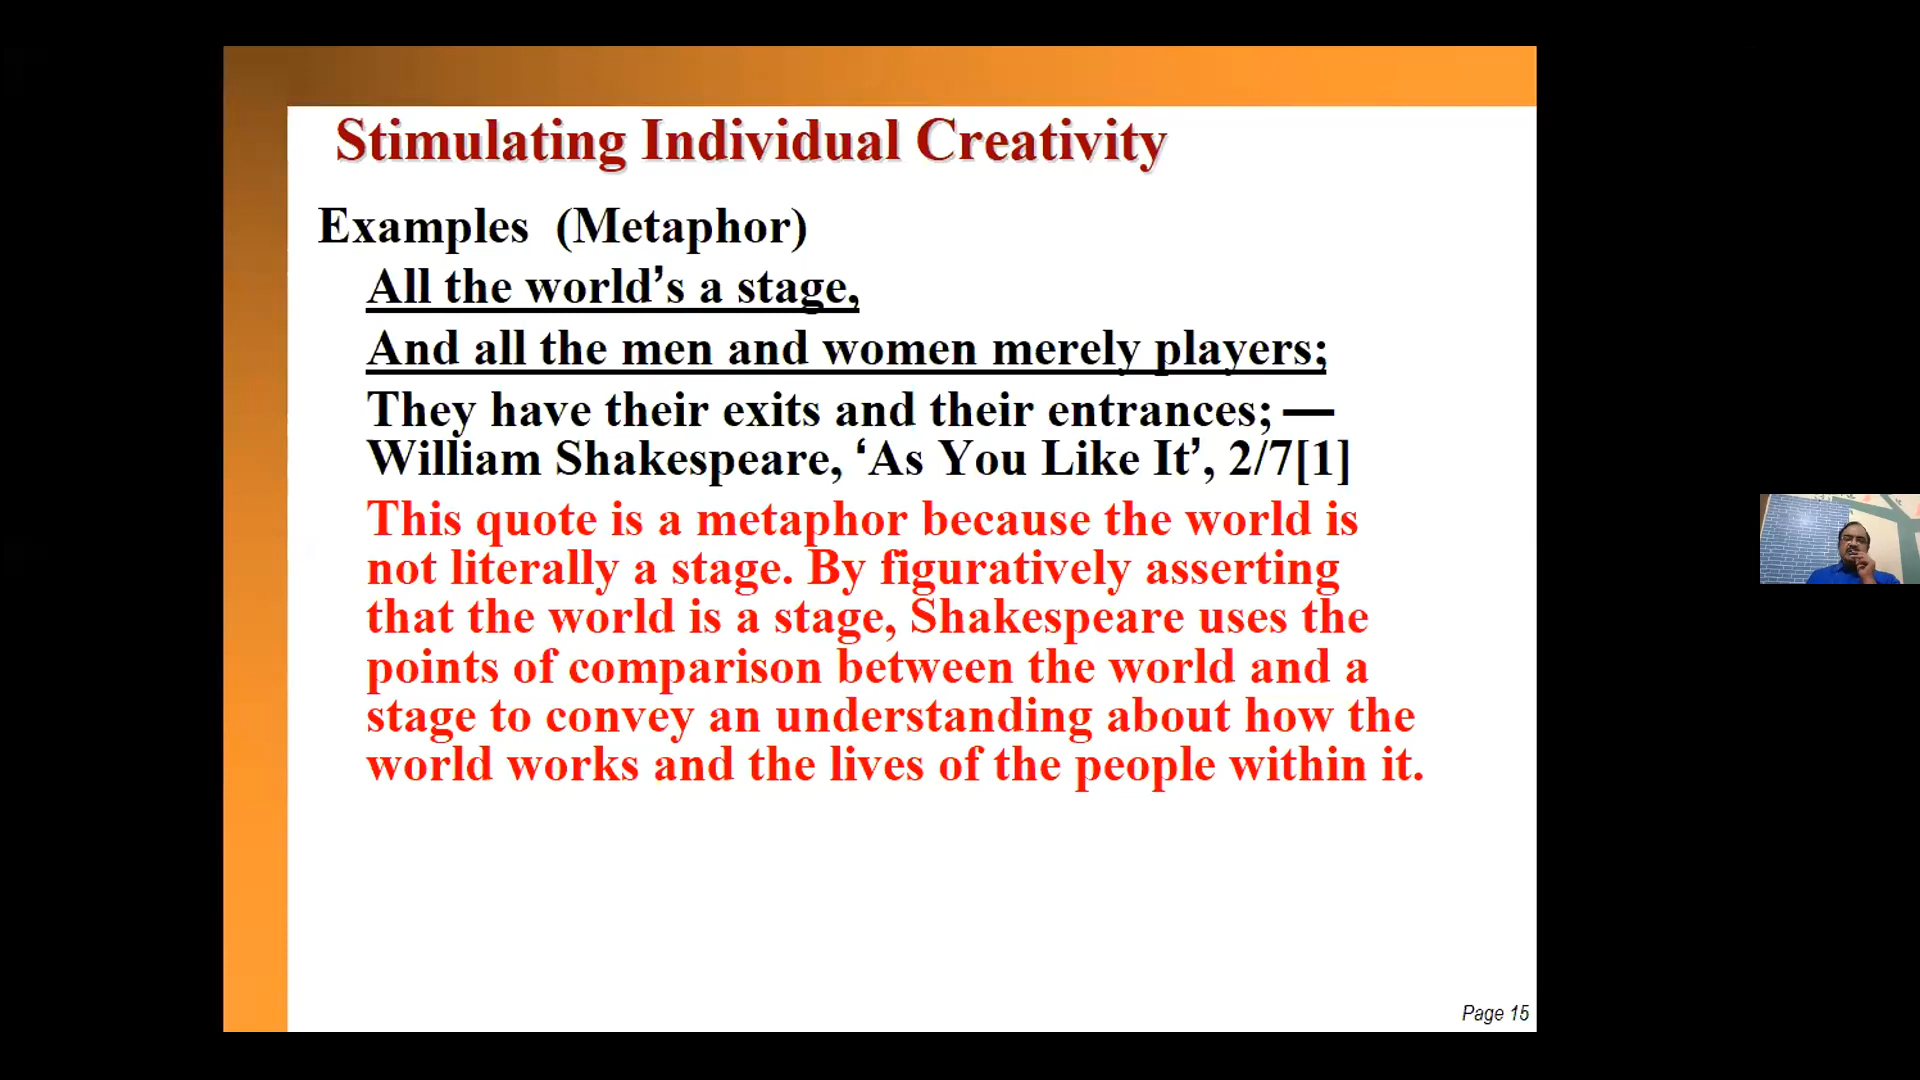 Stimulating Individual Creativity
Examples (Metaphor)
All the world’s a stage,
And all the men and women merely players;
They have their exits and their entrances; —
William Shakespeare, ‘As You Like It’, 2/7[1]
This quote is a metaphor because the world is
not literally a stage. By figuratively asserting
that the world is a stage, Shakespeare uses the
points of comparison between the world and a
stage to convey an understanding about how the
world works and the lives of the people within it.
Page 15